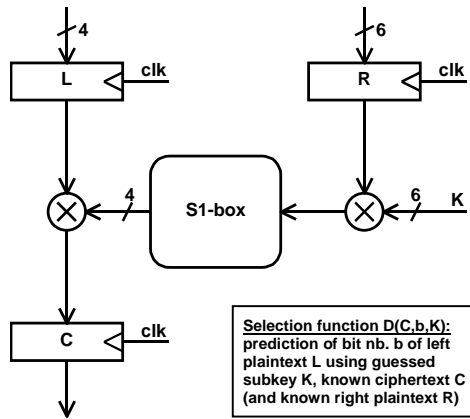 4
6
L
clk
R
clk
4
S1-box
6
K
C
clk
Selection function D(C,b,K):
prediction of bit nb. b of left
plaintext L using guessed
subkey K, known ciphertext C
(and known right plaintext R)